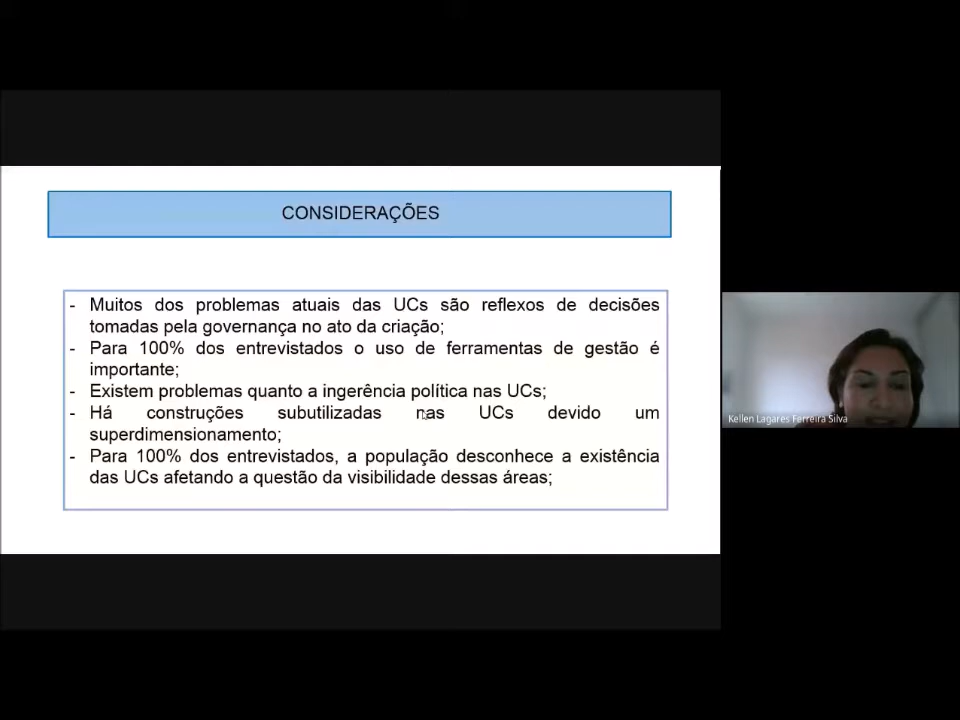 CONSIDERAÇÕES
- Muitos dos problemas atuais das UCs são reflexos de decisões
tomadas pela governança no ato da criação;
- Para 100% dos entrevistados o uso de ferramentas de gestão é
importante;
- Existem problemas quanto a ingerência política nas UCs;
- Há construções subutilizadas nas UCs devido um
superdimensionamento;
- Para 100% dos entrevistados, a população desconhece a existência
das UCs afetando a questão da visibilidade dessas áreas;
Kellen Lagares Ferreira Silva